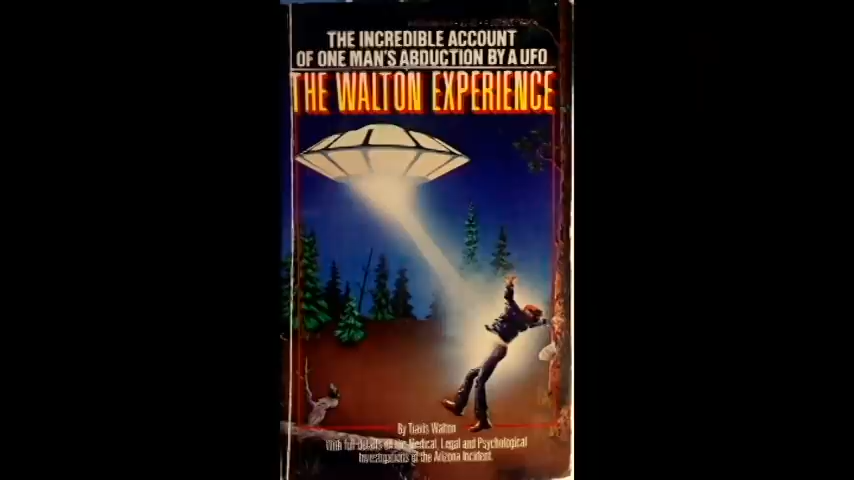 THE INCREDIBLE ACCOUNT
OF ONE MAN'S ABDUCTION BY A UFO
THE WALTON EXPERIENCE
By Travis Walton
With full details of the Medical, Legal and Psychological
Investigations of the Arizona Incident.